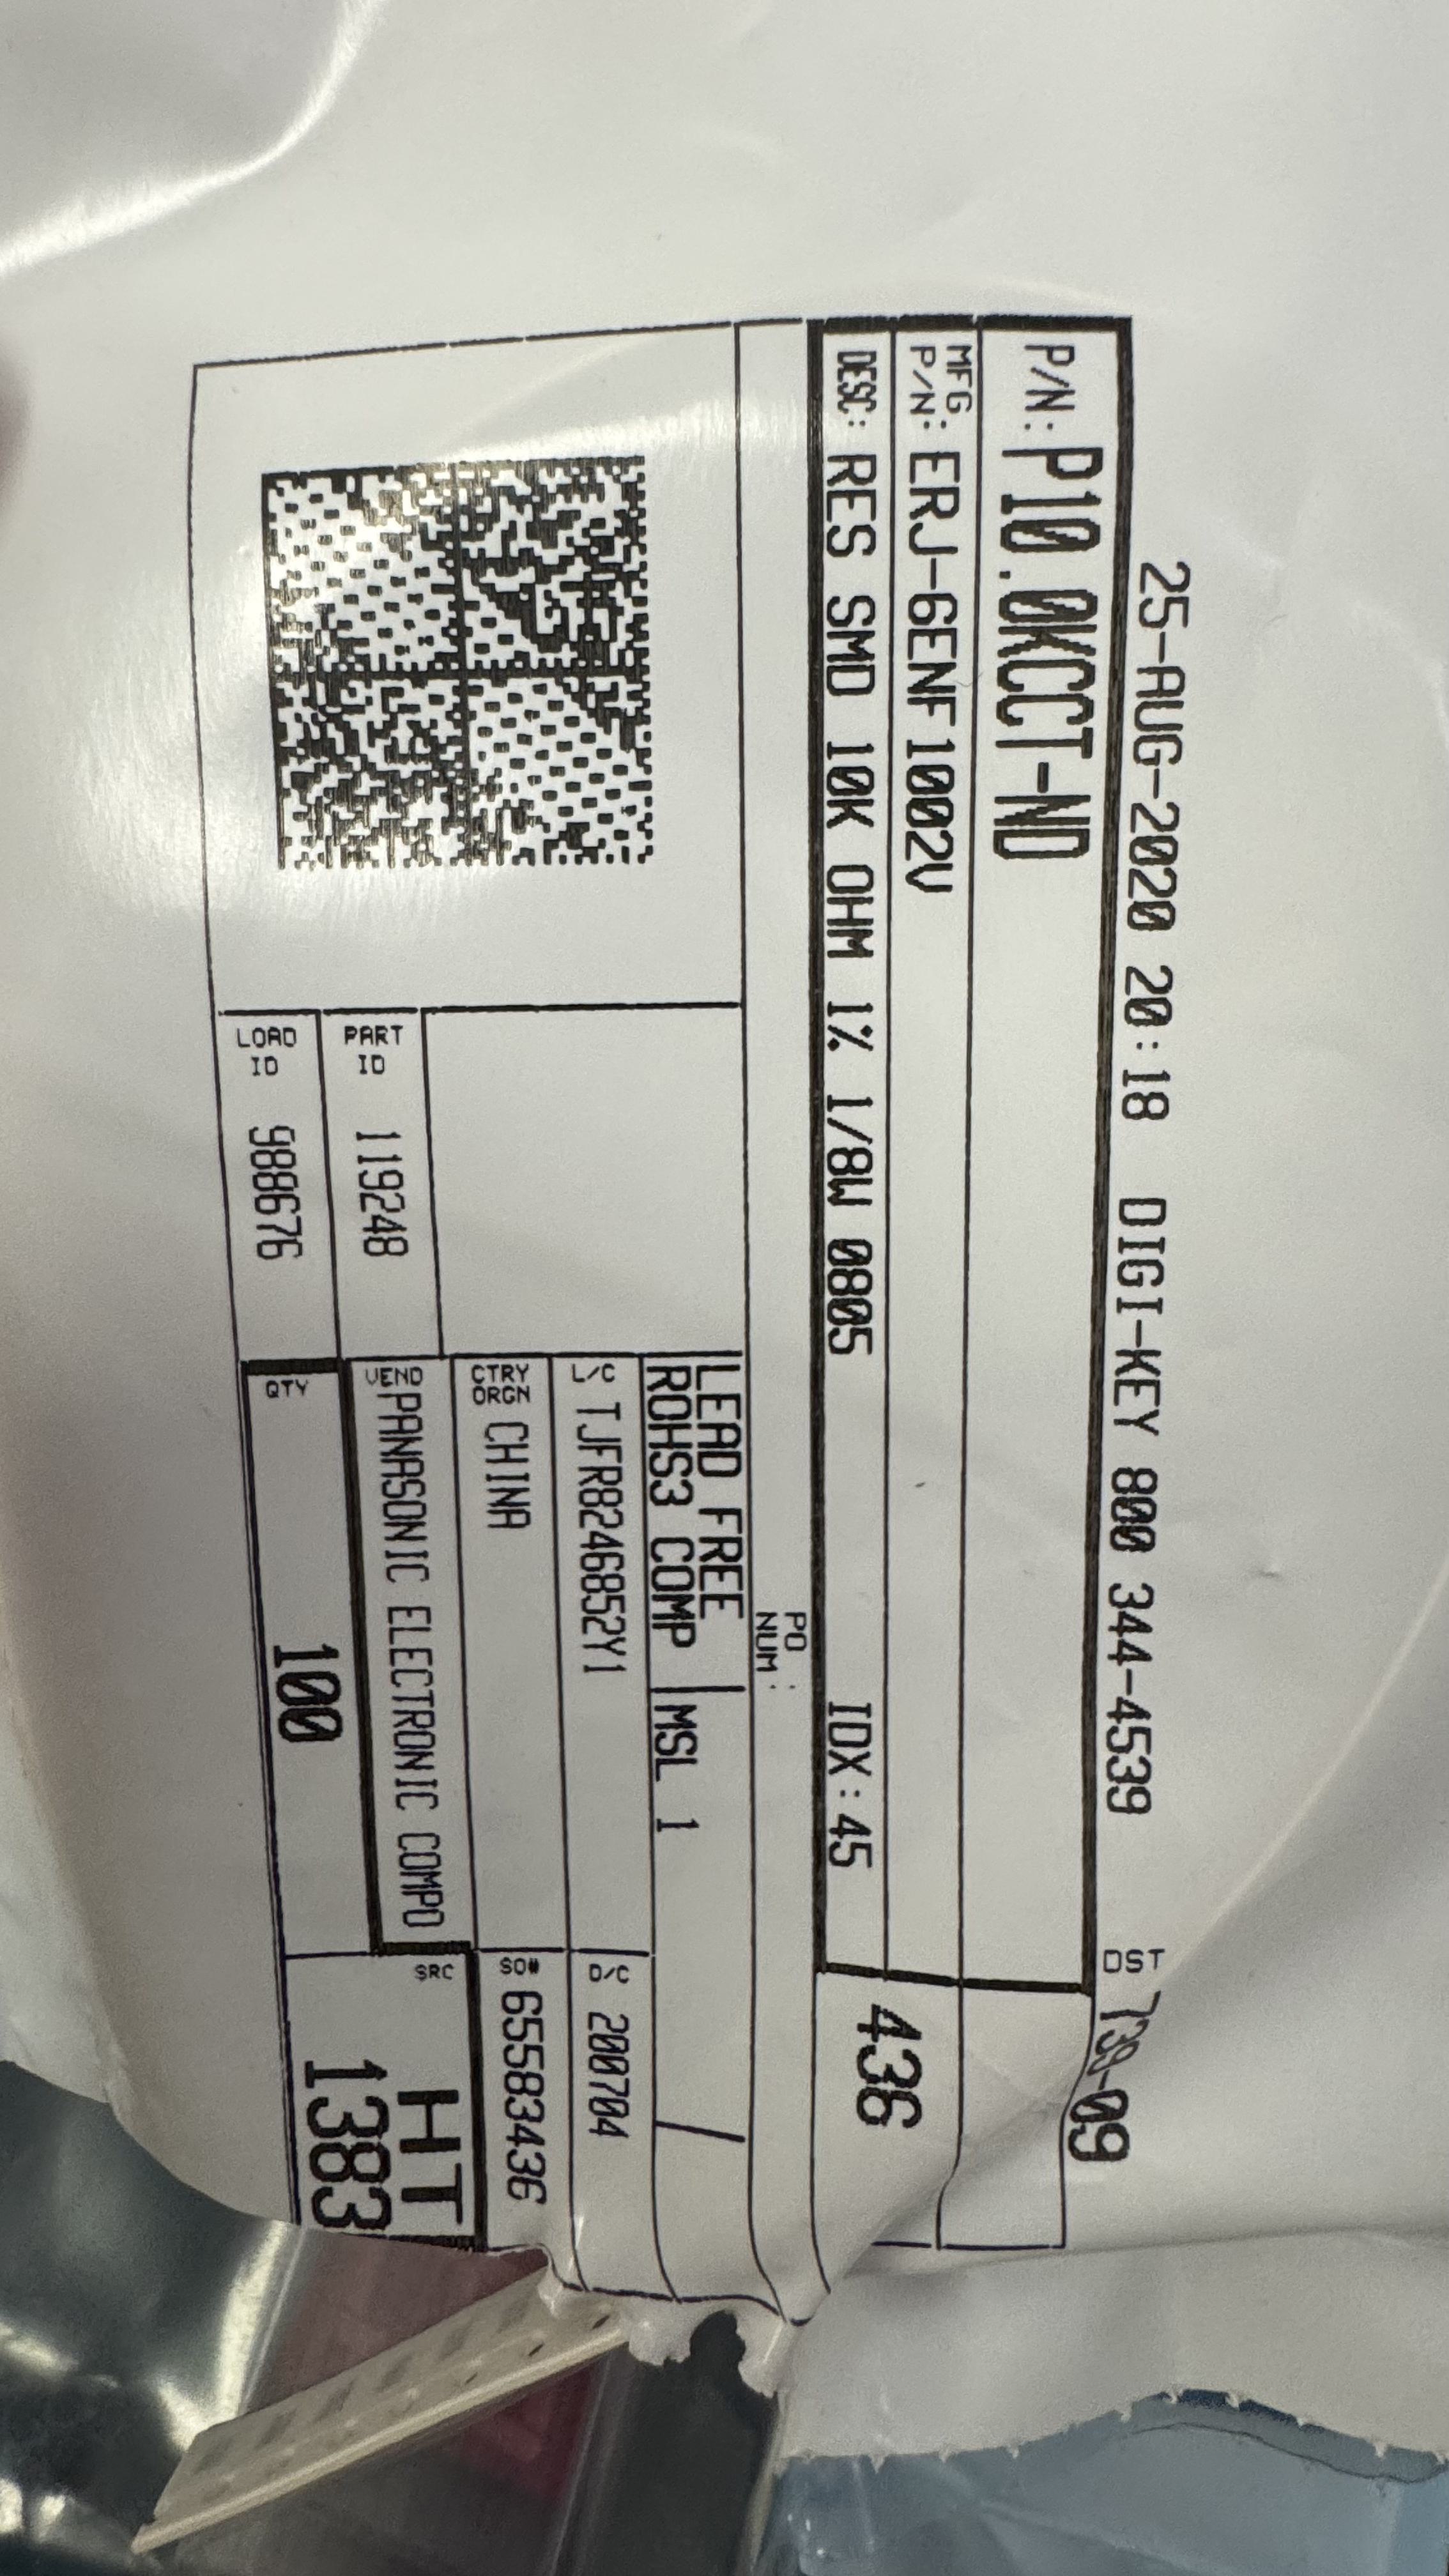 25-AUG-2020 20:18 DIGI-KEY 800 344-4539 DST 739-09
P/N: P10.0KCCT-ND
MFG P/N: ERJ-6ENF1002V
DESC: RES SMD 10K OHM 1% 1/8W 0805 IDX:45 436
PO NUM:
LEAD FREE
ROHS3 COMP MSL 1
L/C TJFR8246852Y1 D/C 200704
CTRY ORGN CHINA SO# 65583436
PART ID 119248 VEND PANASONIC ELECTRONIC COMPO SRC HT
LOAD ID 988676 QTY 100 1383